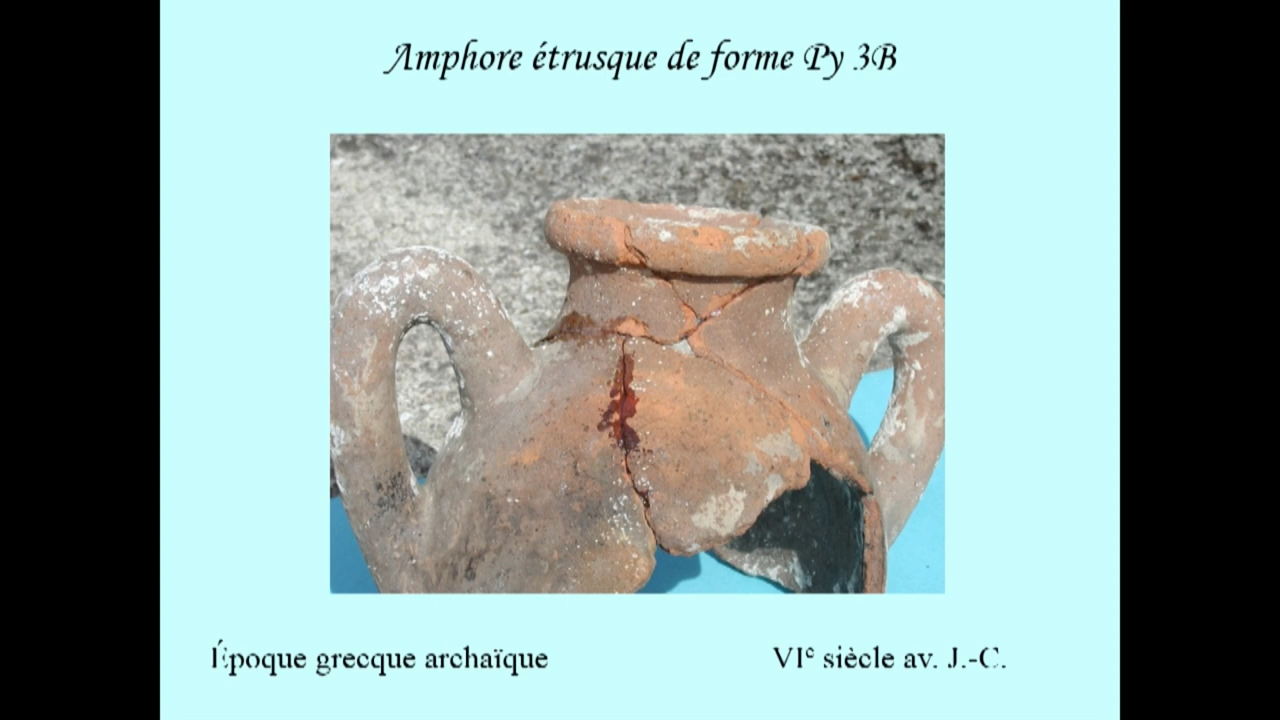 Amphore étrusque de forme Py 3B
Époque grecque archaïque
VIᵉ siècle av. J.-C.